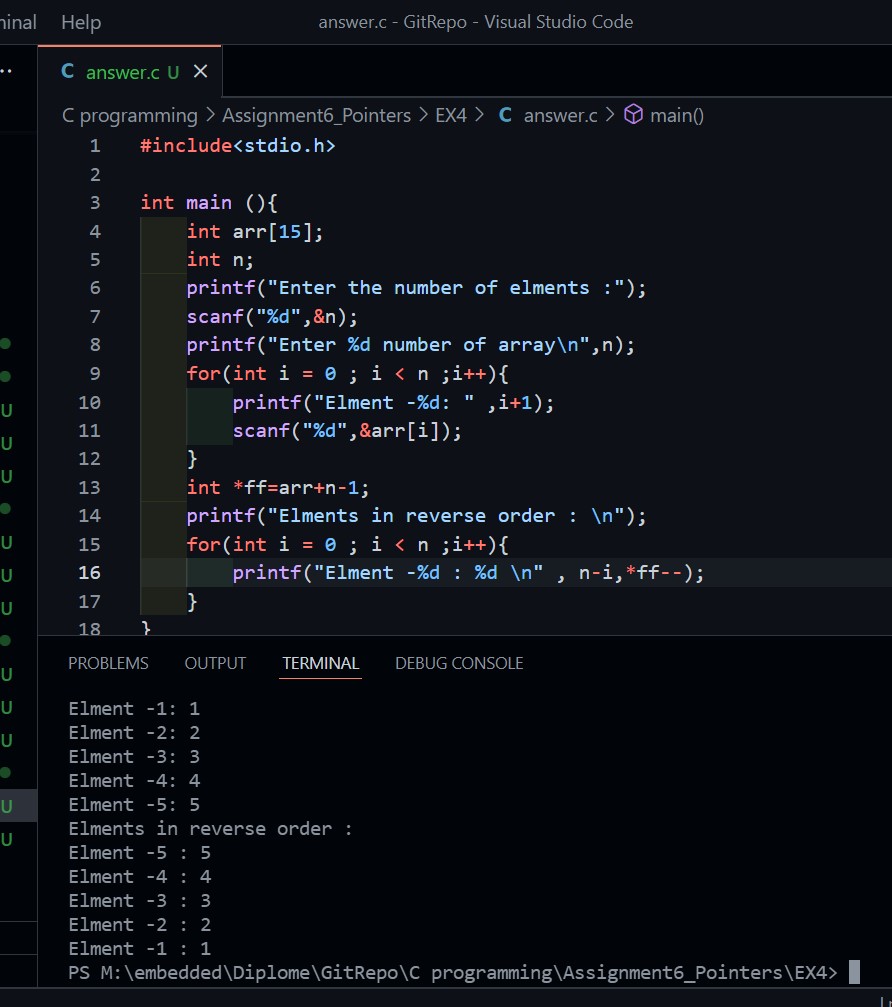 Help answer.c - GitRepo - Visual Studio Code
C answer.c U ×
C programming > Assignment6_Pointers > EX4 > C answer.c > main()
1 #include<stdio.h>
2
3 int main (){
4 int arr[15];
5 int n;
6 printf("Enter the number of elments :");
7 scanf("%d",&n);
8 printf("Enter %d number of array\n",n);
9 for(int i = 0 ; i < n ;i++){
10 printf("Elment -%d: " ,i+1);
11 scanf("%d",&arr[i]);
12 }
13 int *ff=arr+n-1;
14 printf("Elments in reverse order : \n");
15 for(int i = 0 ; i < n ;i++){
16 printf("Elment -%d : %d \n" , n-i,*ff--);
17 }
18 }
U
U
U
U
U
U
U
U
U
U
U
PROBLEMS OUTPUT TERMINAL DEBUG CONSOLE
Elment -1: 1
Elment -2: 2
Elment -3: 3
Elment -4: 4
Elment -5: 5
Elments in reverse order :
Elment -5 : 5
Elment -4 : 4
Elment -3 : 3
Elment -2 : 2
Elment -1 : 1
PS M:\embedded\Diplome\GitRepo\C programming\Assignment6_Pointers\EX4>